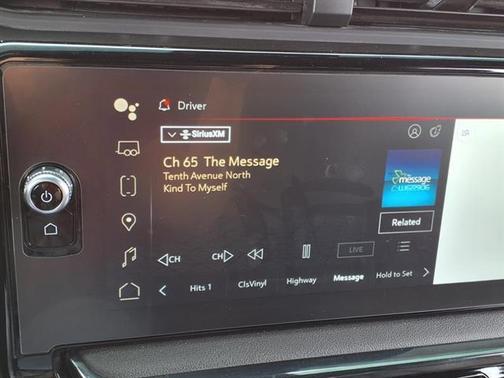 Driver
SiriusXM
Ch 65 The Message
Tenth Avenue North
Kind To Myself
message
Related
CH
CH
LIVE
Hits 1
ClsVinyl
Highway
Message
Hold to Set